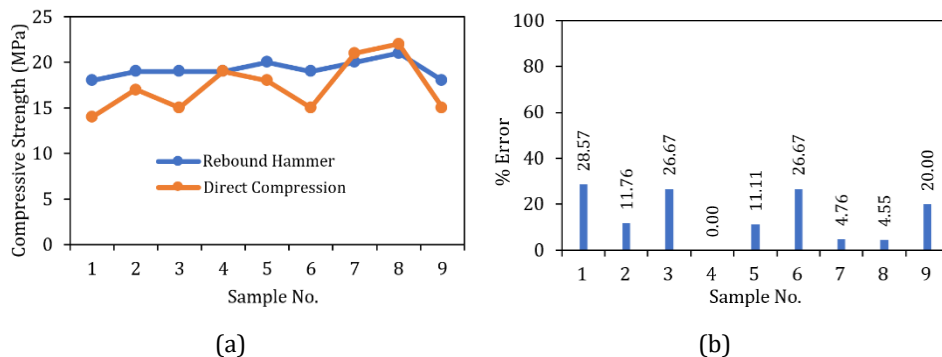 Compressive Strength (MPa)
25
20
15
10
5
0
Rebound Hammer
Direct Compression
1 2 3 4 5 6 7 8 9
Sample No.
(a)
% Error
100
80
60
40
20
0
28.57
11.76
26.67
0.00
11.11
26.67
4.76
4.55
20.00
1 2 3 4 5 6 7 8 9
Sample No.
(b)